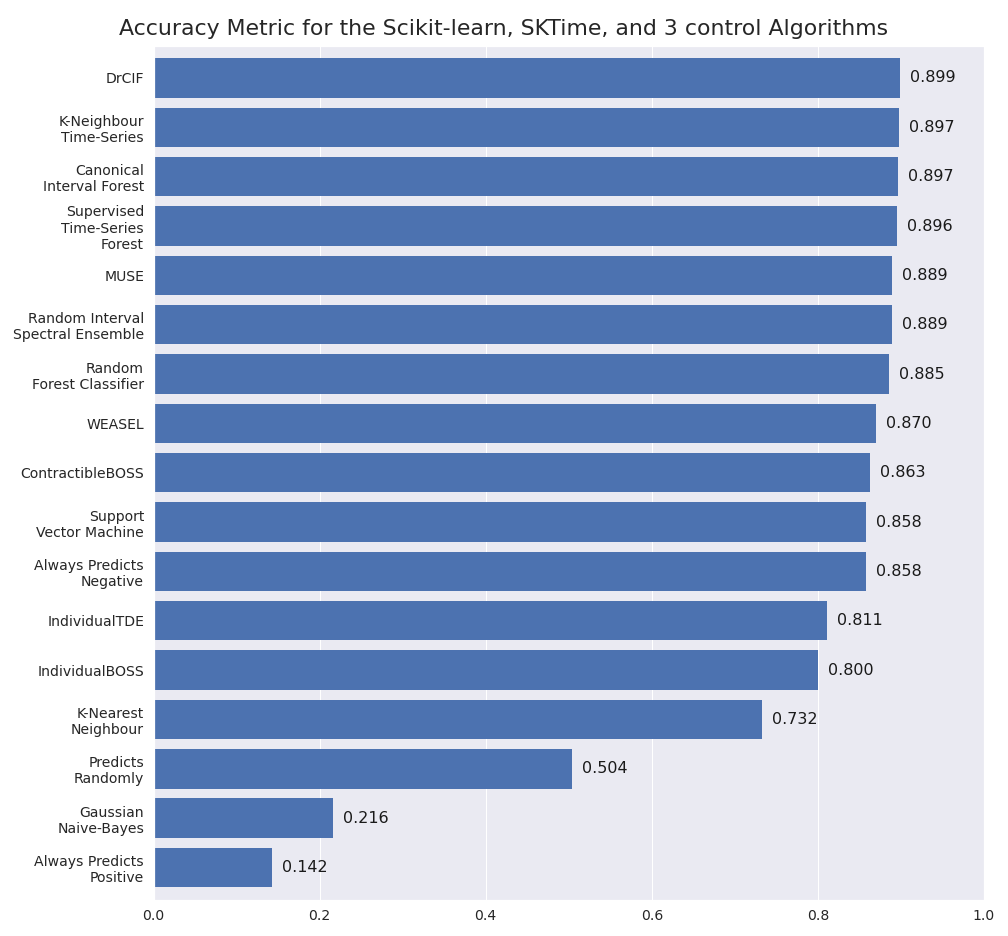 Accuracy Metric for the Scikit-learn, SKTime, and 3 control Algorithms
DrCIF
0.899
K-Neighbour
Time-Series
0.897
Canonical
Interval Forest
0.897
Supervised
Time-Series
Forest
0.896
MUSE
0.889
Random Interval
Spectral Ensemble
0.889
Random
Forest Classifier
0.885
WEASEL
0.870
ContractibleBOSS
0.863
Support
Vector Machine
0.858
Always Predicts
Negative
0.858
IndividualTDE
0.811
IndividualBOSS
0.800
K-Nearest
Neighbour
0.732
Predicts
Randomly
0.504
Gaussian
Naive-Bayes
0.216
Always Predicts
Positive
0.142
0.0 0.2 0.4 0.6 0.8 1.0